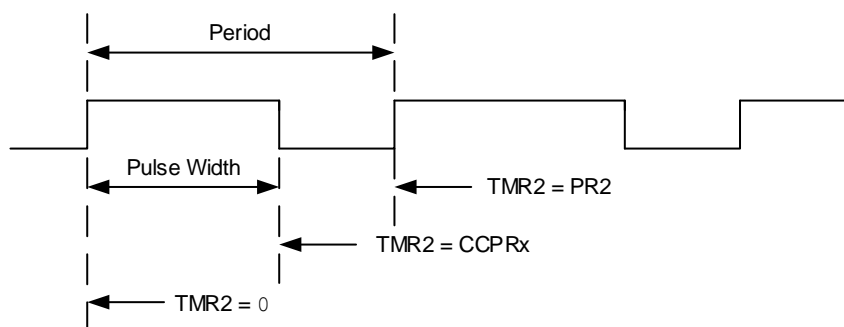 Period
Pulse Width
TMR2 = PR2
TMR2 = CCPRx
TMR2 = 0